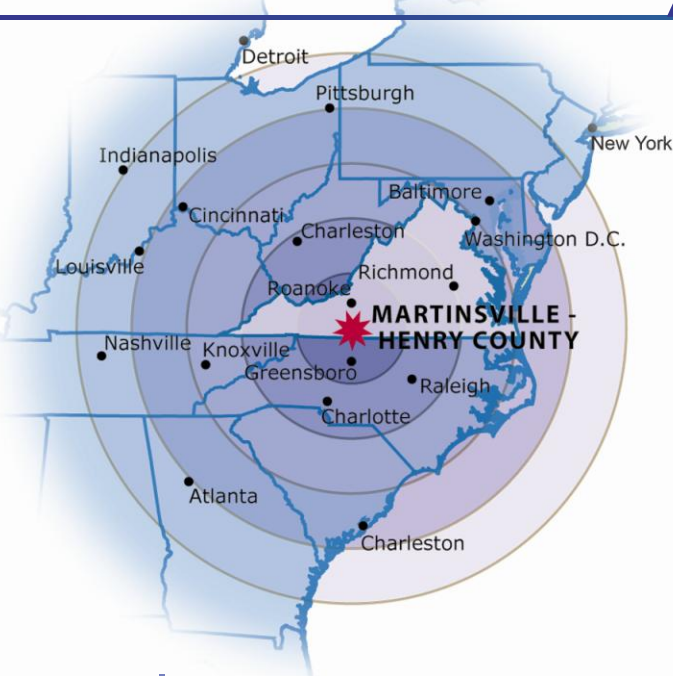 Detroit
Pittsburgh
New York
Indianapolis
Baltimore
Cincinnati
Charleston
Washington D.C.
Louisville
Richmond
Roanoke
MARTINSVILLE -
HENRY COUNTY
Nashville
Knoxville
Greensboro
Raleigh
Charlotte
Atlanta
Charleston